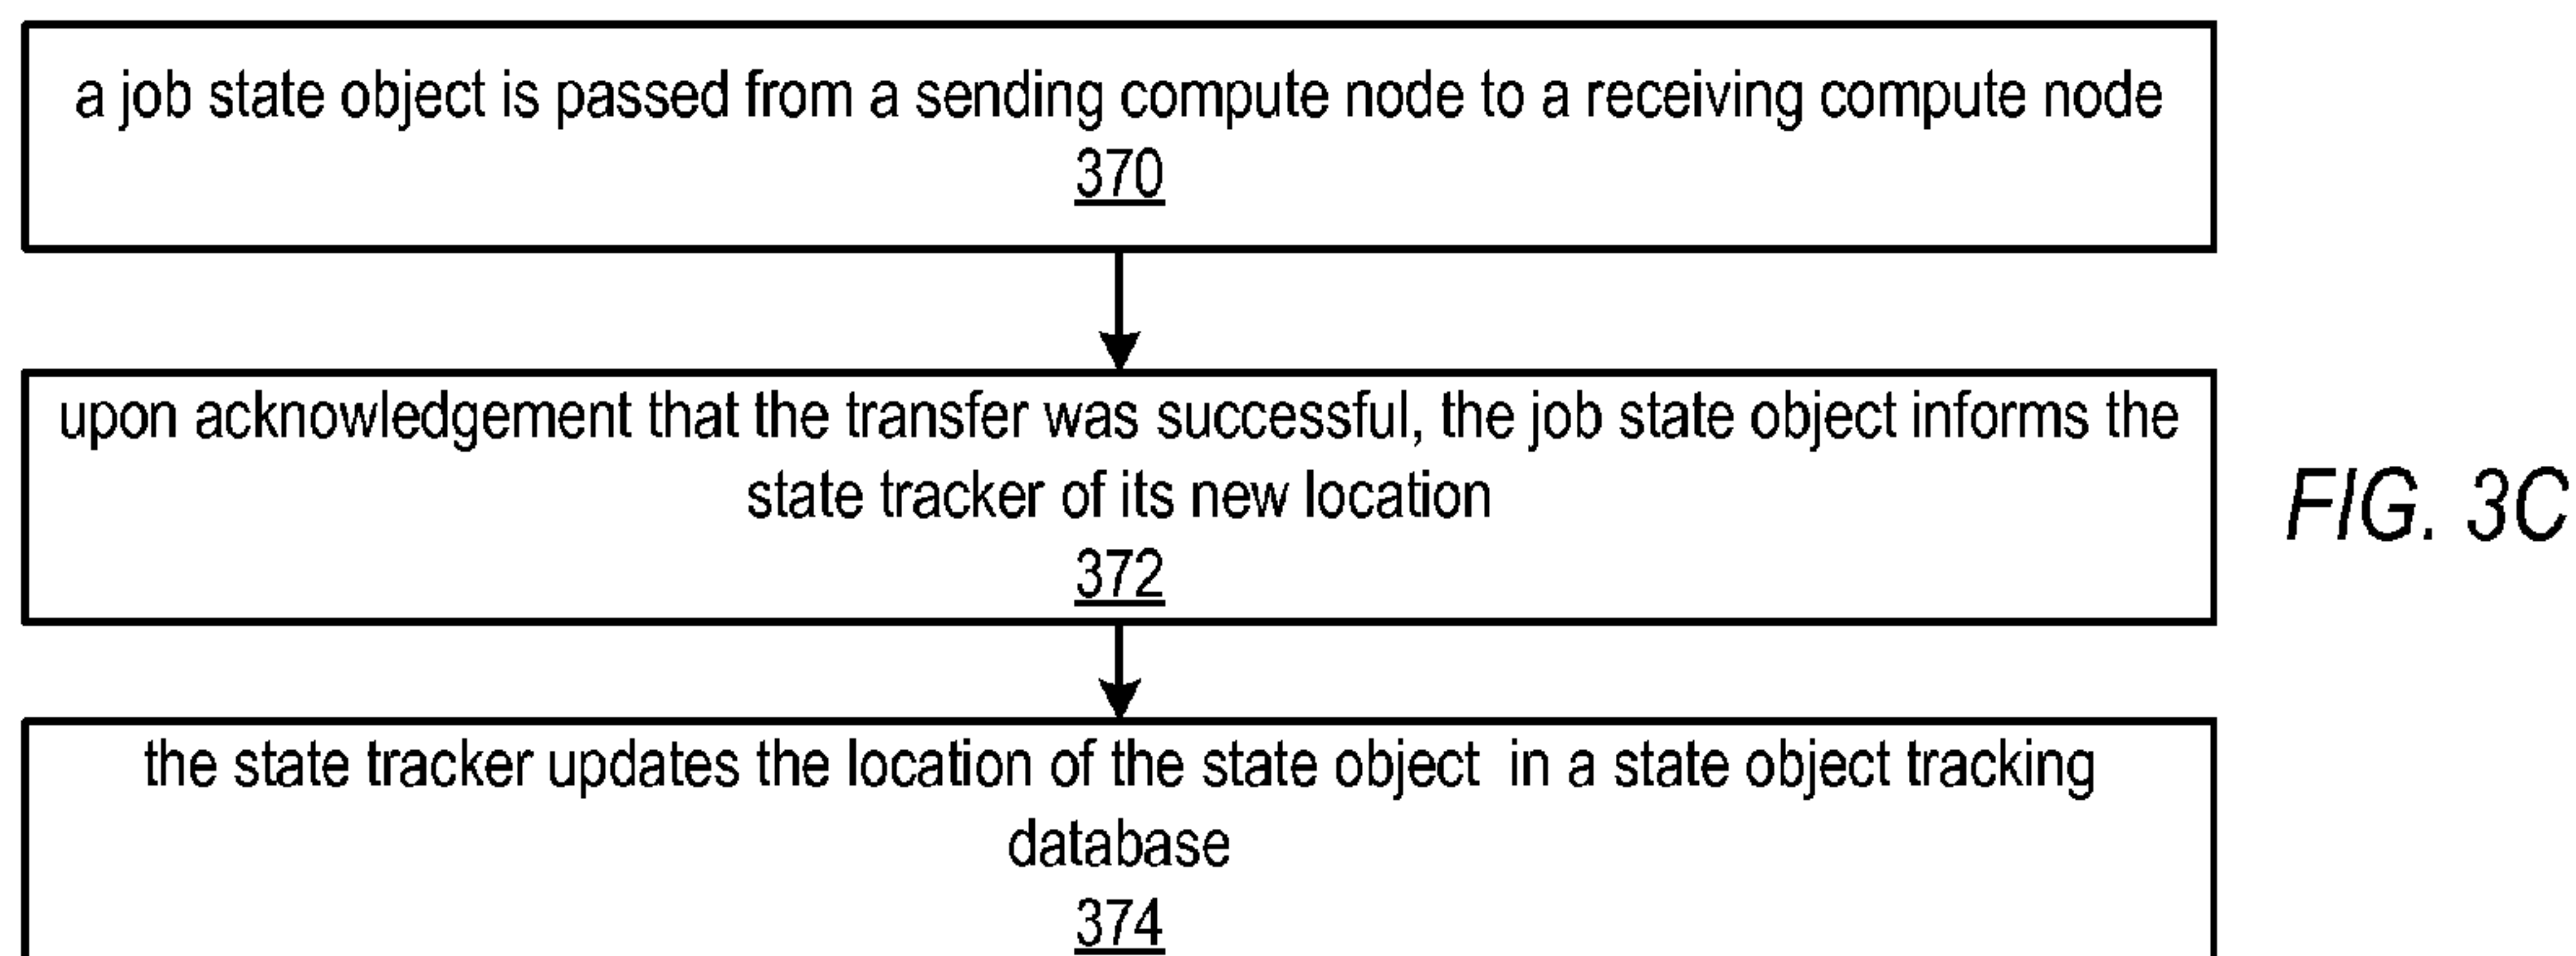 a job state object is passed from a sending compute node to a receiving compute node
370
upon acknowledgement that the transfer was successful, the job state object informs the
state tracker of its new location
372
FIG. 3C
the state tracker updates the location of the state object in a state object tracking
database
374